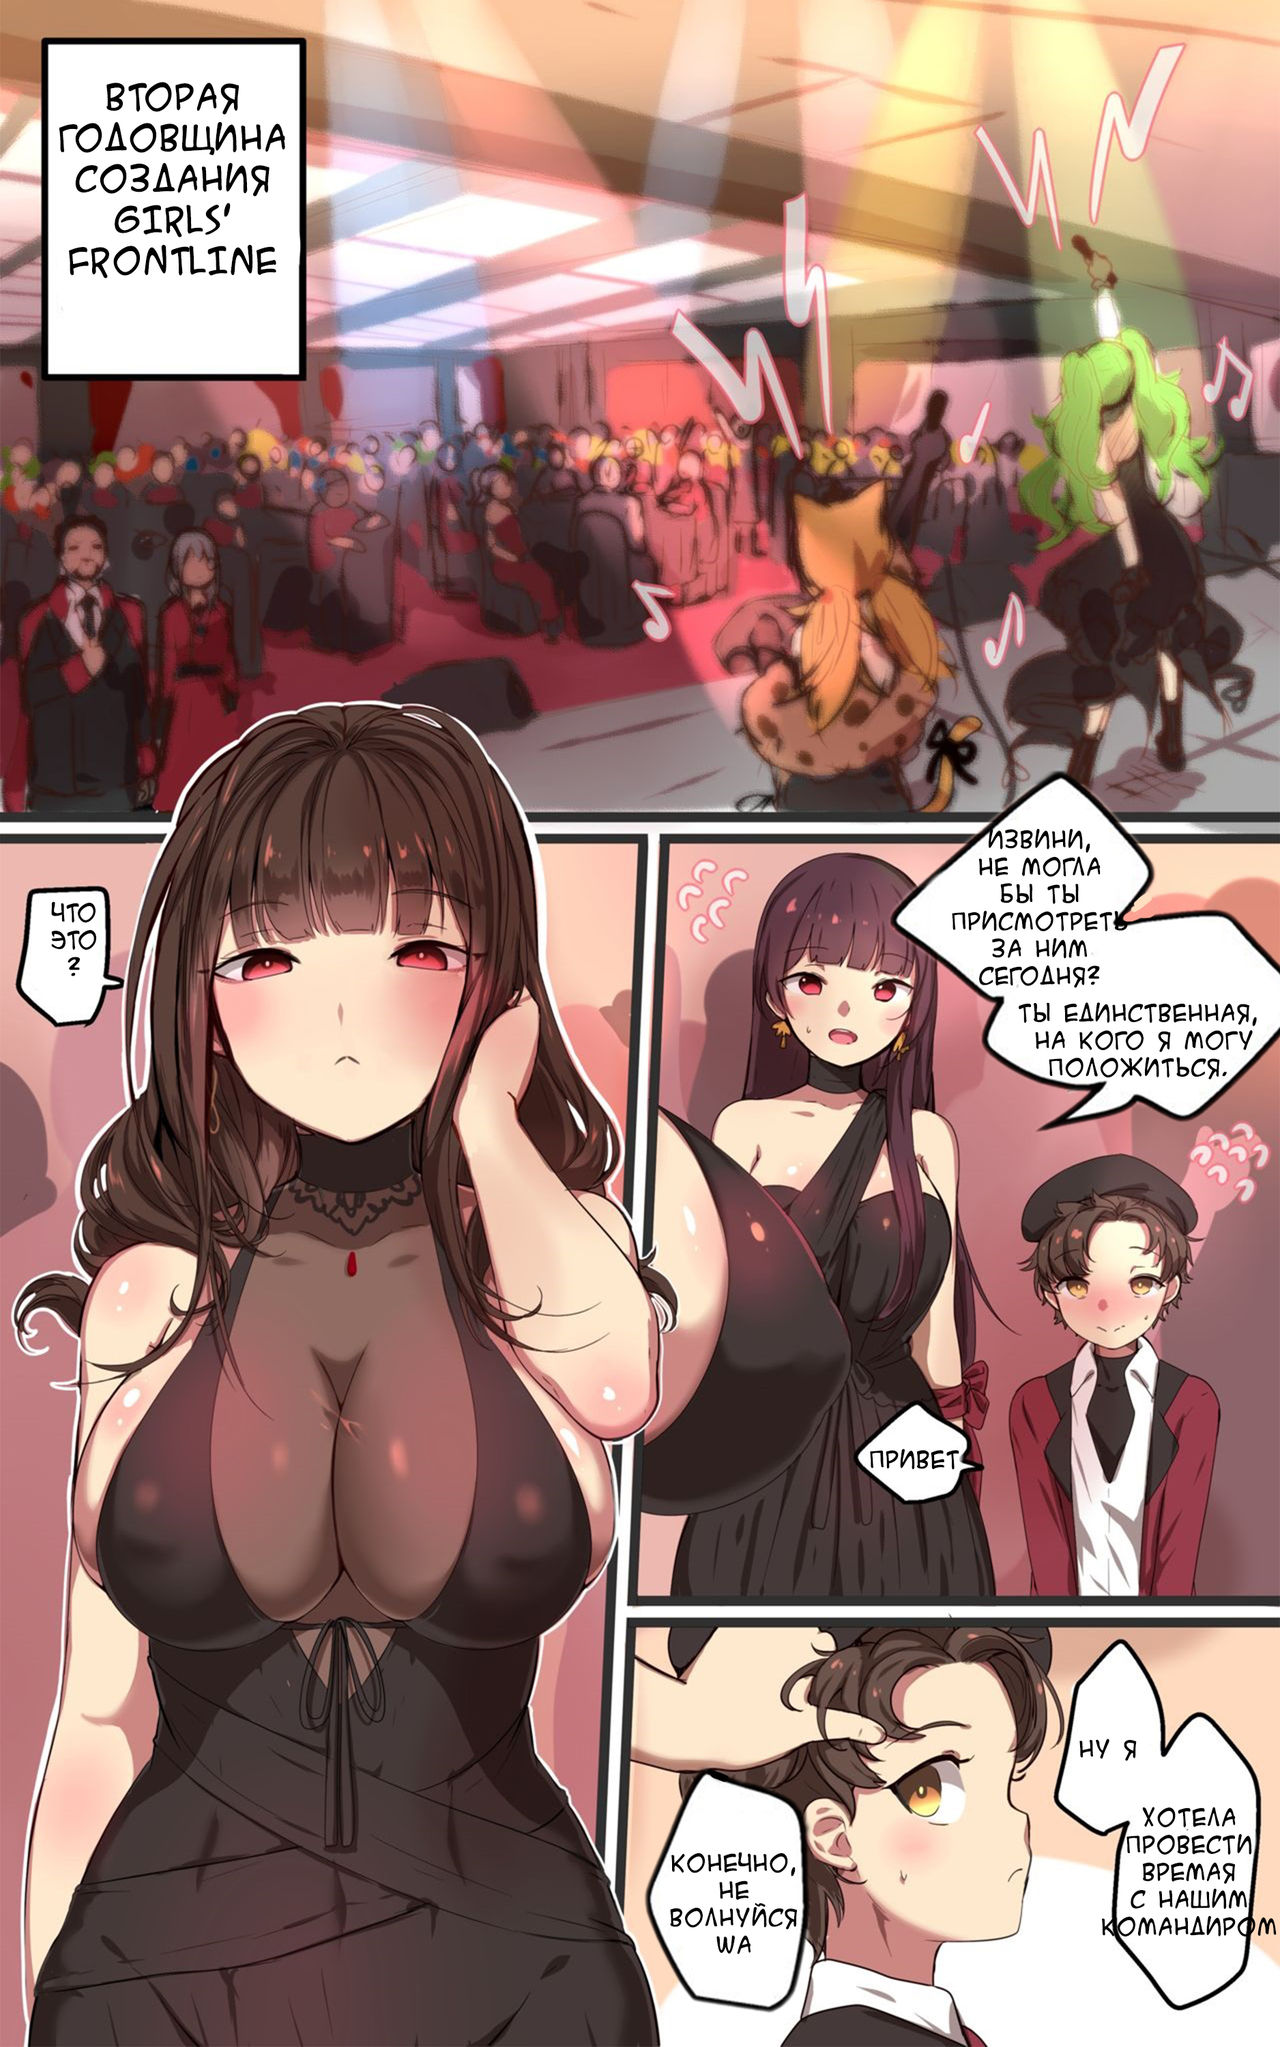 ВТОРАЯ
ГОДОВЩИНА
СОЗДАНИЯ
GIRLS'
FRONTLINE
ЧТО
ЭТО
?
ИЗВИНИ,
НЕ МОГЛА
БЫ ТЫ
ПРИСМОТРЕТЬ
ЗА НИМ
СЕГОДНЯ?
ТЫ ЕДИНСТВЕННАЯ,
НА КОГО Я МОГУ
ПОЛОЖИТЬСЯ.
ПРИВЕТ
НУ Я
ХОТЕЛА
ПРОВЕСТИ
ВРЕМАЯ
С НАШИМ
КОМАНДИРОМ
КОНЕЧНО,
НЕ
ВОЛНУЙСЯ
WA